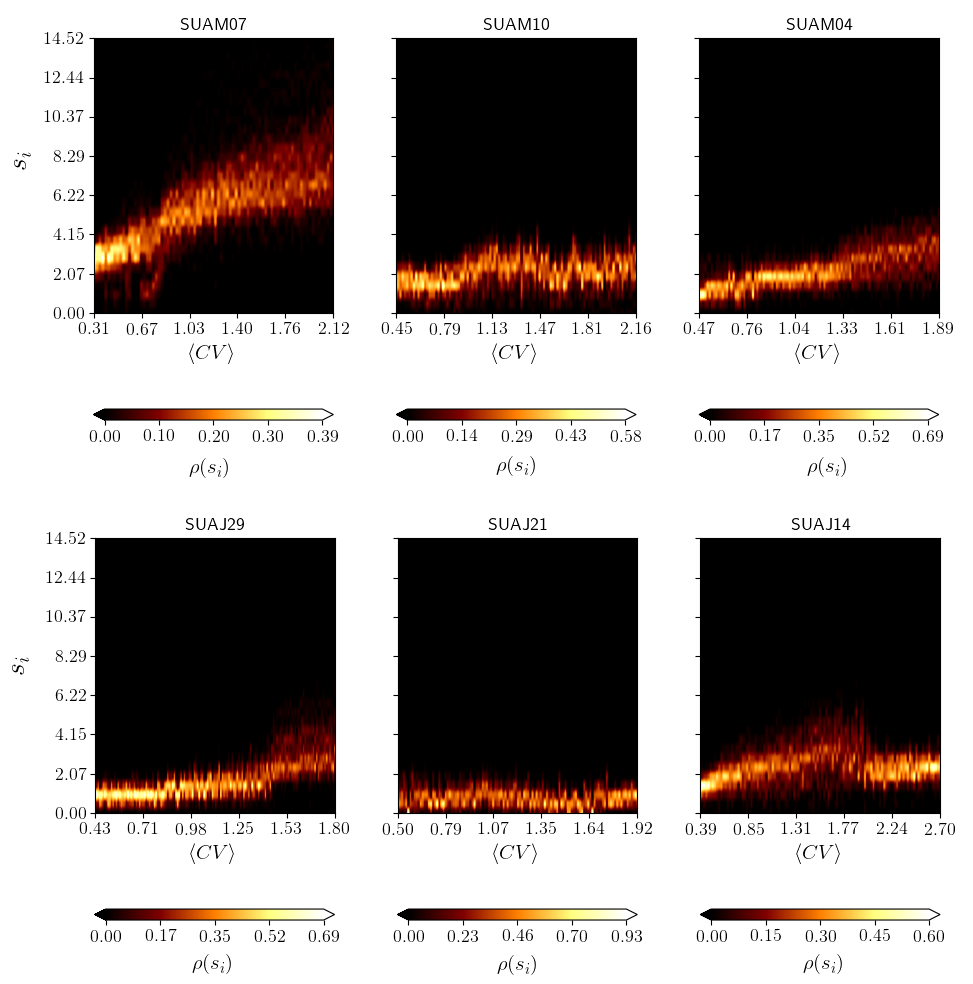 SUAM07 SUAM10 SUAM04
14.52
12.44
10.37
8.29
6.22
4.15
2.07
0.00
s_i
0.31 0.67 1.03 1.40 1.76 2.12
0.45 0.79 1.13 1.47 1.81 2.16
0.47 0.76 1.04 1.33 1.61 1.89
⟨CV⟩ ⟨CV⟩ ⟨CV⟩
0.00 0.10 0.20 0.30 0.39
0.00 0.14 0.29 0.43 0.58
0.00 0.17 0.35 0.52 0.69
ρ(s_i) ρ(s_i) ρ(s_i)
SUAJ29 SUAJ21 SUAJ14
14.52
12.44
10.37
8.29
6.22
4.15
2.07
0.00
s_i
0.43 0.71 0.98 1.25 1.53 1.80
0.50 0.79 1.07 1.35 1.64 1.92
0.39 0.85 1.31 1.77 2.24 2.70
⟨CV⟩ ⟨CV⟩ ⟨CV⟩
0.00 0.17 0.35 0.52 0.69
0.00 0.23 0.46 0.70 0.93
0.00 0.15 0.30 0.45 0.60
ρ(s_i) ρ(s_i) ρ(s_i)